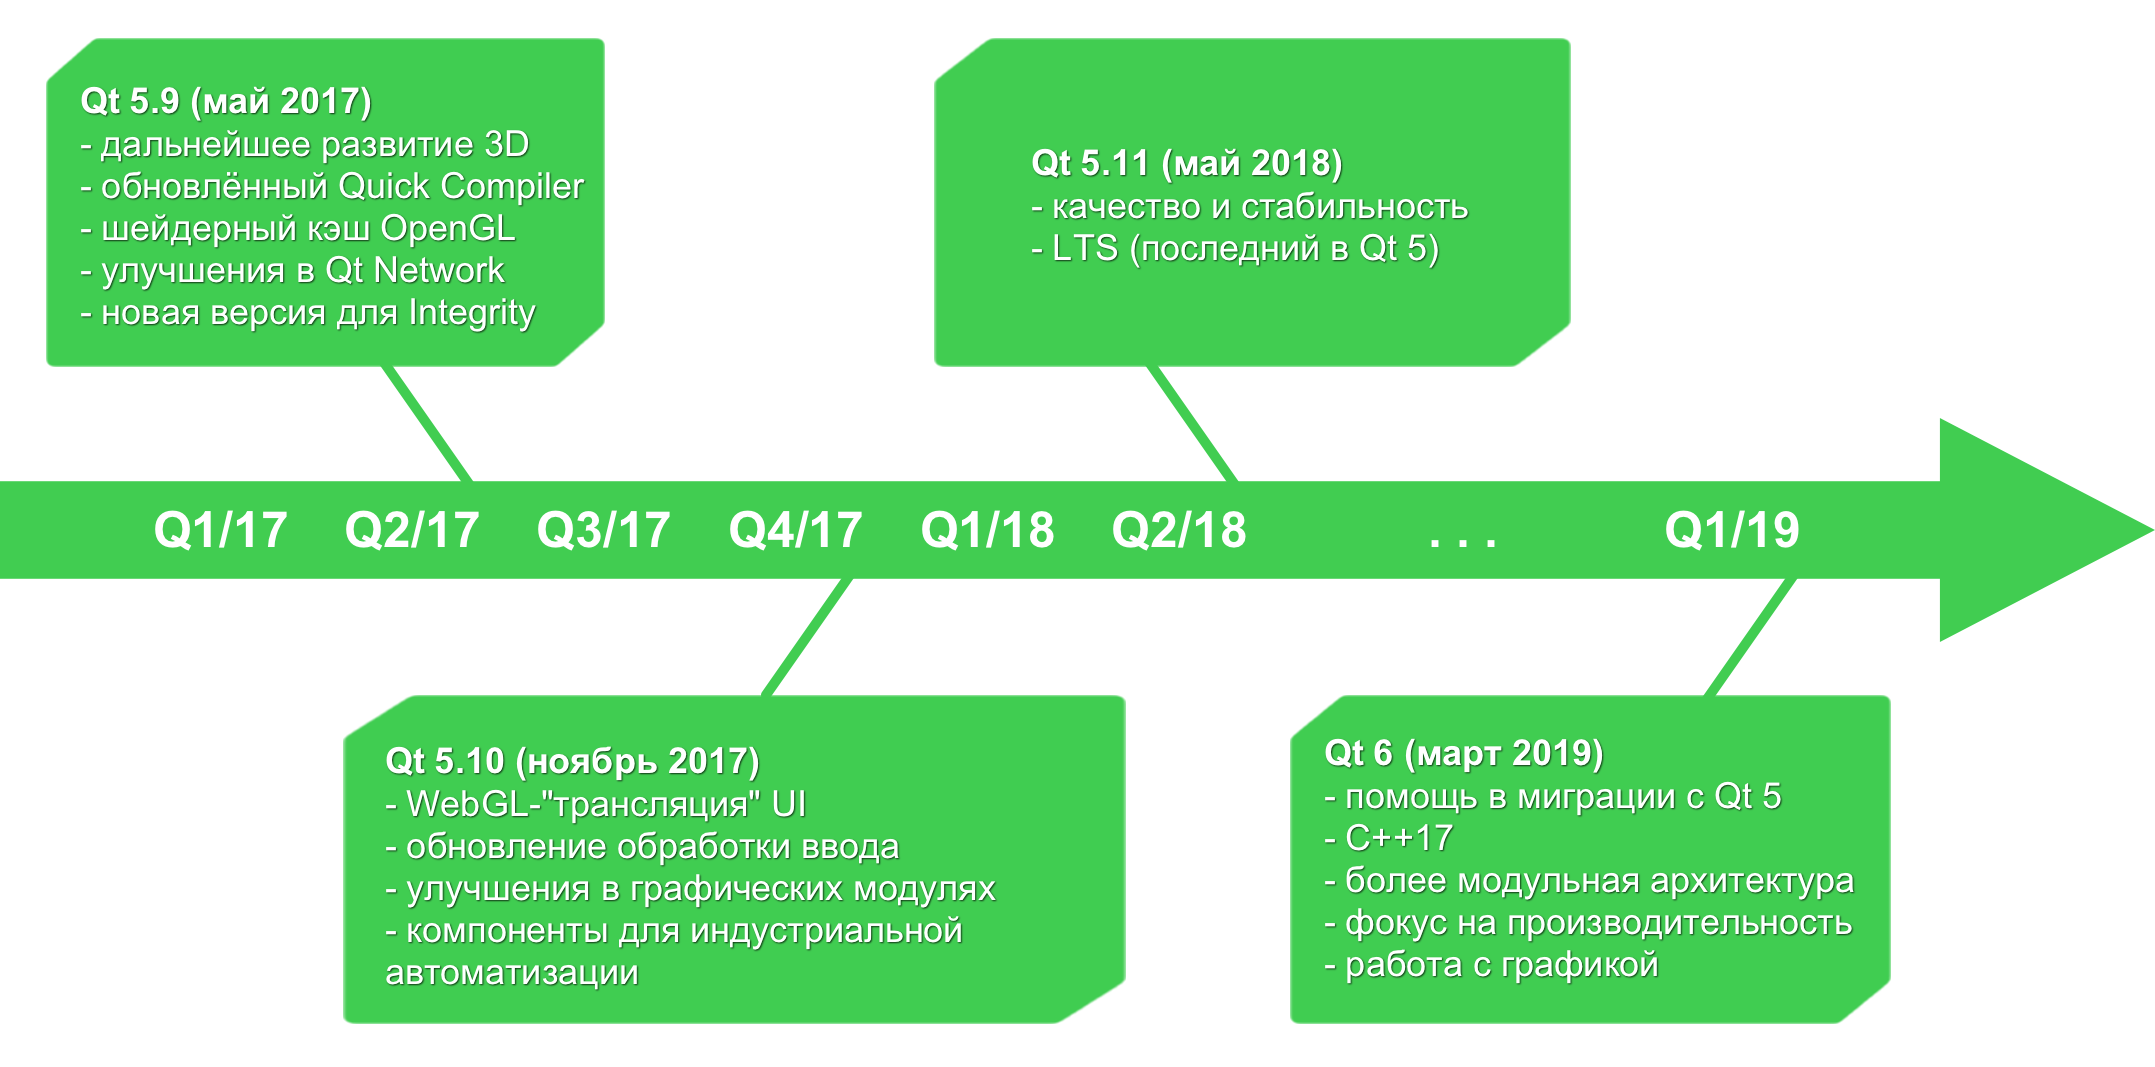 Qt 5.9 (май 2017)
- дальнейшее развитие 3D
- обновлённый Quick Compiler
- шейдерный кэш OpenGL
- улучшения в Qt Network
- новая версия для Integrity
Qt 5.11 (май 2018)
- качество и стабильность
- LTS (последний в Qt 5)
Q1/17 Q2/17 Q3/17 Q4/17 Q1/18 Q2/18 . . . Q1/19
Qt 5.10 (ноябрь 2017)
- WebGL-"трансляция" UI
- обновление обработки ввода
- улучшения в графических модулях
- компоненты для индустриальной
автоматизации
Qt 6 (март 2019)
- помощь в миграции с Qt 5
- C++17
- более модульная архитектура
- фокус на производительность
- работа с графикой